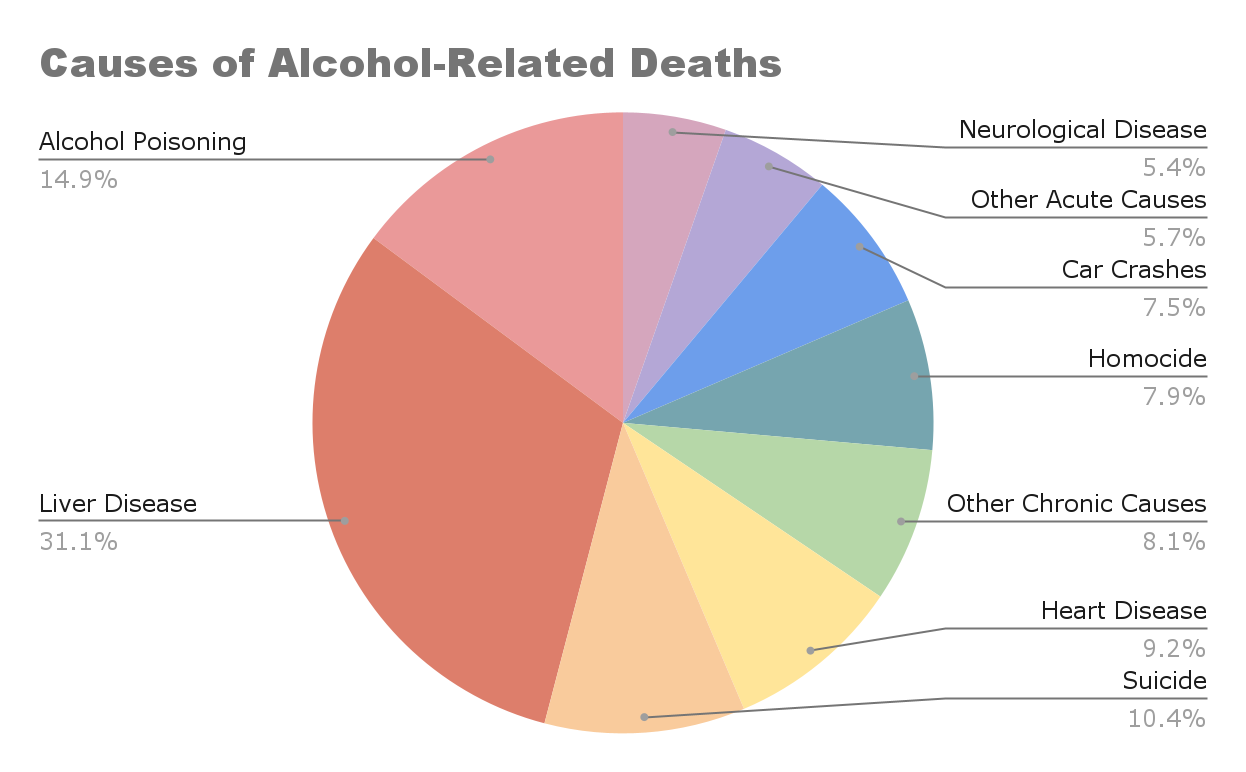 Causes of Alcohol-Related Deaths
Alcohol Poisoning
14.9%
Liver Disease
31.1%
Neurological Disease
5.4%
Other Acute Causes
5.7%
Car Crashes
7.5%
Homocide
7.9%
Other Chronic Causes
8.1%
Heart Disease
9.2%
Suicide
10.4%